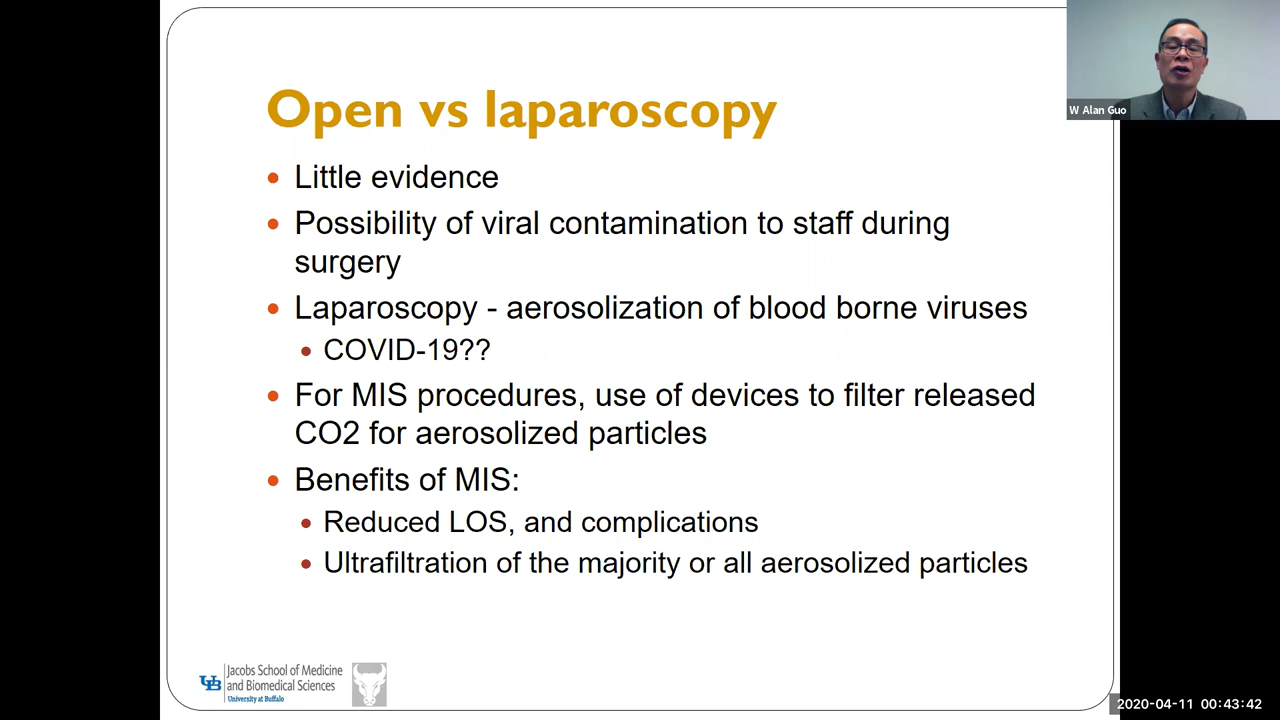 W Alan Guo
Open vs laparoscopy
Little evidence
Possibility of viral contamination to staff during
surgery
Laparoscopy - aerosolization of blood borne viruses
COVID-19??
For MIS procedures, use of devices to filter released
CO2 for aerosolized particles
Benefits of MIS:
Reduced LOS, and complications
Ultrafiltration of the majority or all aerosolized particles
UB
Jacobs School of Medicine
and Biomedical Sciences
University at Buffalo
2020-04-11 00:43:42